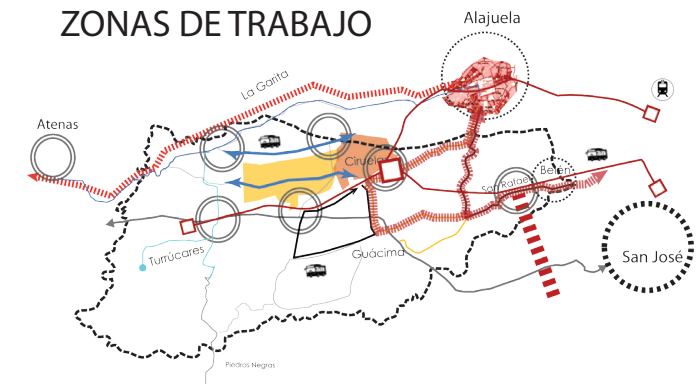 ZONAS DE TRABAJO
Alajuela
La Garita
Atenas
Ciruelas
Belén
San Rafael
Turrúcares
Guácima
San José
Piedras Negras